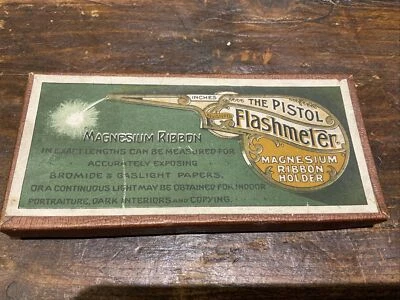 INCHES
THE PISTOL
Flashmeter.
MAGNESIUM
RIBBON
HOLDER
MAGNESIUM RIBBON
IN EXACT LENGTHS CAN BE MEASURED FOR
ACCURATELY EXPOSING
BROMIDE & GASLIGHT PAPERS,
OR A CONTINUOUS LIGHT MAY BE OBTAINED FOR INDOOR
PORTRAITURE, DARK INTERIORS AND COPYING.